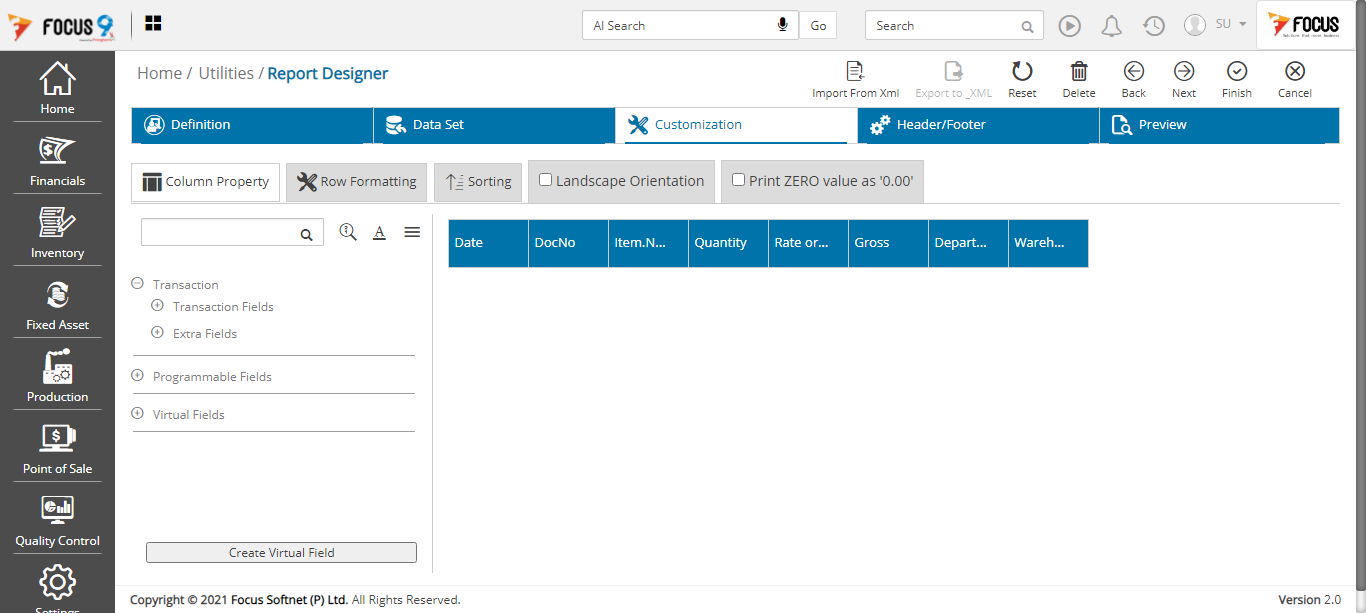 FOCUS 9
AI Search
Go
Search
SU
FOCUS
Home / Utilities / Report Designer
Import From Xml
Export to _XML
Reset
Delete
Back
Next
Finish
Cancel
Home
Financials
Inventory
Fixed Asset
Production
Point of Sale
Quality Control
Settings
Definition
Data Set
Customization
Header/Footer
Preview
Column Property
Row Formatting
Sorting
Landscape Orientation
Print ZERO value as '0.00'
A
Transaction
Transaction Fields
Extra Fields
Programmable Fields
Virtual Fields
Create Virtual Field
Date
DocNo
Item.N...
Quantity
Rate or...
Gross
Depart...
Wareh...
Copyright © 2021 Focus Softnet (P) Ltd. All Rights Reserved.
Version 2.0